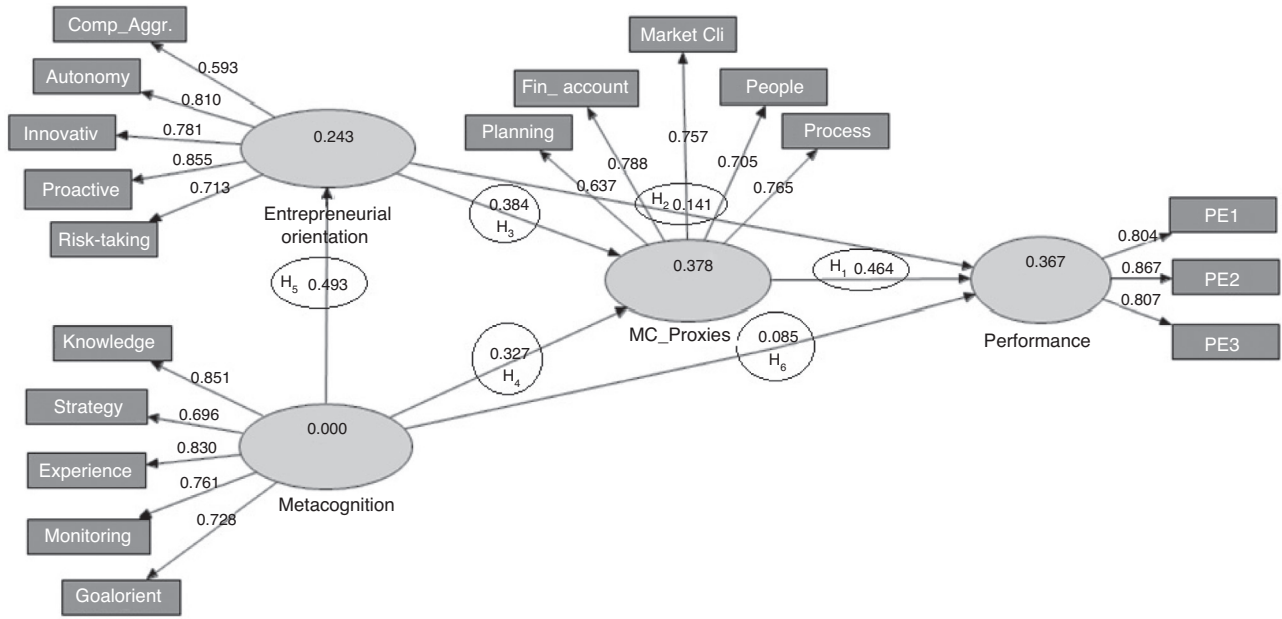 Comp_Aggr.
0.593
Autonomy
0.810
Innovativ
0.781
0.855
Proactive
0.713
Risk-taking
0.243
Entrepreneurial
orientation
Market Cli
Fin_ account
People
Planning
Process
0.757
0.788
0.705
0.637
0.765
H2 0.141
0.384
H3
0.378
MC_Proxies
H1 0.464
0.367
Performance
PE1
0.804
0.867
PE2
0.807
PE3
H5 0.493
0.327
H4
0.085
H6
Knowledge
0.851
Strategy
0.696
0.830
Experience
0.761
Monitoring
0.728
Goalorient
0.000
Metacognition